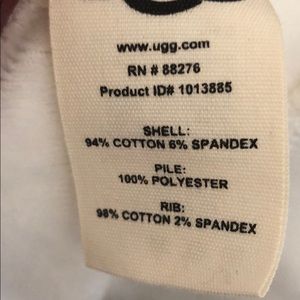 www.ugg.com
RN # 88276
Product ID# 1013885
SHELL:
94% COTTON 6% SPANDEX
PILE:
100% POLYESTER
RIB:
98% COTTON 2% SPANDEX